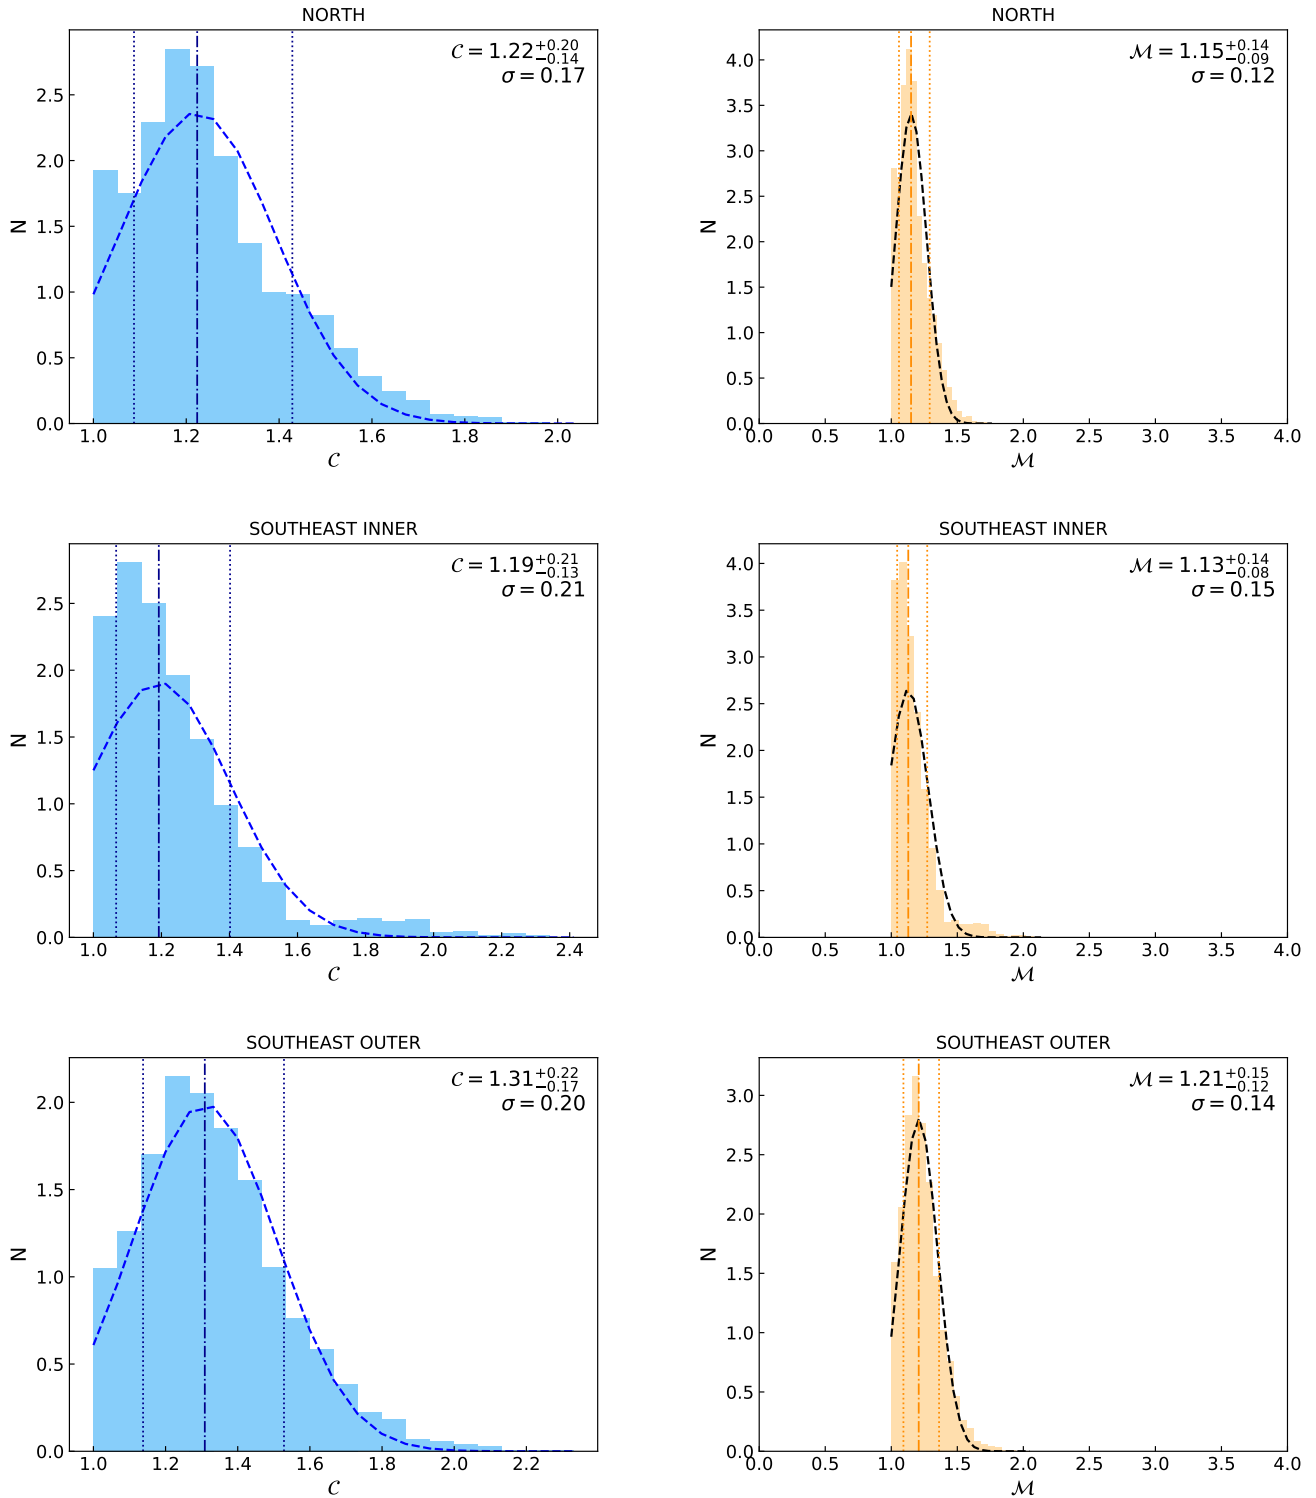 NORTH
𝒞 = 1.22 +0.20 −0.14
σ = 0.17
N
2.5
2.0
1.5
1.0
0.5
0.0
1.0 1.2 1.4 1.6 1.8 2.0
𝒞
NORTH
ℳ = 1.15 +0.14 −0.09
σ = 0.12
N
4.0
3.5
3.0
2.5
2.0
1.5
1.0
0.5
0.0
0.0 0.5 1.0 1.5 2.0 2.5 3.0 3.5 4.0
ℳ
SOUTHEAST INNER
𝒞 = 1.19 +0.21 −0.13
σ = 0.21
N
2.5
2.0
1.5
1.0
0.5
0.0
1.0 1.2 1.4 1.6 1.8 2.0 2.2 2.4
𝒞
SOUTHEAST INNER
ℳ = 1.13 +0.14 −0.08
σ = 0.15
N
4.0
3.5
3.0
2.5
2.0
1.5
1.0
0.5
0.0
0.0 0.5 1.0 1.5 2.0 2.5 3.0 3.5 4.0
ℳ
SOUTHEAST OUTER
𝒞 = 1.31 +0.22 −0.17
σ = 0.20
N
2.0
1.5
1.0
0.5
0.0
1.0 1.2 1.4 1.6 1.8 2.0 2.2
𝒞
SOUTHEAST OUTER
ℳ = 1.21 +0.15 −0.12
σ = 0.14
N
3.0
2.5
2.0
1.5
1.0
0.5
0.0
0.0 0.5 1.0 1.5 2.0 2.5 3.0 3.5 4.0
ℳ